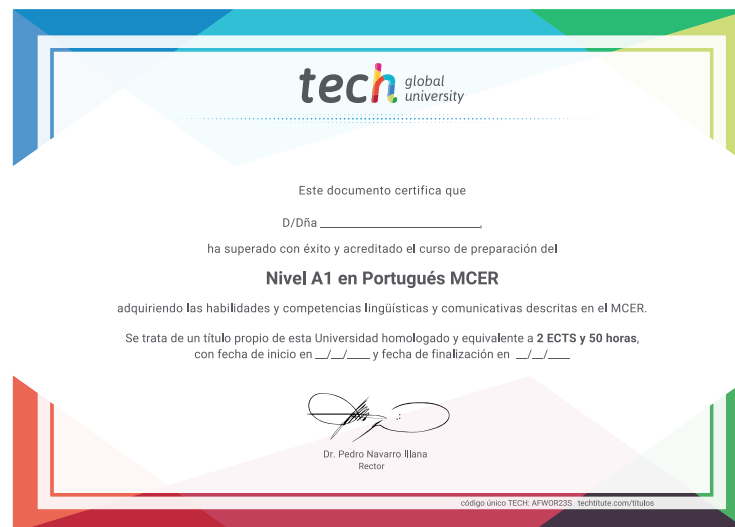 tech global university
Este documento certifica que
D/Dña ______________________,
ha superado con éxito y acreditado el curso de preparación del
Nivel A1 en Portugués MCER
adquiriendo las habilidades y competencias lingüísticas y comunicativas descritas en el MCER.
Se trata de un título propio de esta Universidad homologado y equivalente a 2 ECTS y 50 horas,
con fecha de inicio en __/__/____ y fecha de finalización en __/__/____
Dr. Pedro Navarro Illana
Rector
código único TECH: AFWOR23S techtitute.com/titulos